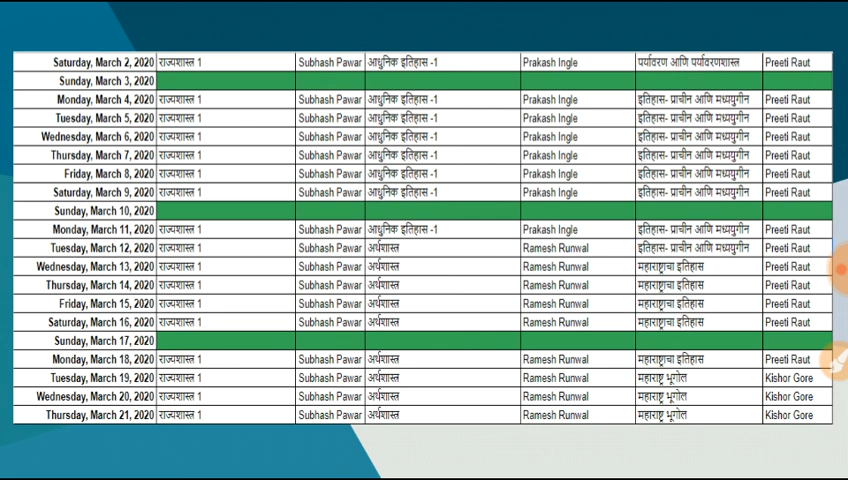 Saturday, March 2, 2020 राज्यशास्त्र 1 Subhash Pawar आधुनिक इतिहास -1 Prakash Ingle पर्यावरण आणि पर्यावरणशास्त्र Preeti Raut
Sunday, March 3, 2020
Monday, March 4, 2020 राज्यशास्त्र 1 Subhash Pawar आधुनिक इतिहास -1 Prakash Ingle इतिहास- प्राचीन आणि मध्ययुगीन Preeti Raut
Tuesday, March 5, 2020 राज्यशास्त्र 1 Subhash Pawar आधुनिक इतिहास -1 Prakash Ingle इतिहास- प्राचीन आणि मध्ययुगीन Preeti Raut
Wednesday, March 6, 2020 राज्यशास्त्र 1 Subhash Pawar आधुनिक इतिहास -1 Prakash Ingle इतिहास- प्राचीन आणि मध्ययुगीन Preeti Raut
Thursday, March 7, 2020 राज्यशास्त्र 1 Subhash Pawar आधुनिक इतिहास -1 Prakash Ingle इतिहास- प्राचीन आणि मध्ययुगीन Preeti Raut
Friday, March 8, 2020 राज्यशास्त्र 1 Subhash Pawar आधुनिक इतिहास -1 Prakash Ingle इतिहास- प्राचीन आणि मध्ययुगीन Preeti Raut
Saturday, March 9, 2020 राज्यशास्त्र 1 Subhash Pawar आधुनिक इतिहास -1 Prakash Ingle इतिहास- प्राचीन आणि मध्ययुगीन Preeti Raut
Sunday, March 10, 2020
Monday, March 11, 2020 राज्यशास्त्र 1 Subhash Pawar आधुनिक इतिहास -1 Prakash Ingle इतिहास- प्राचीन आणि मध्ययुगीन Preeti Raut
Tuesday, March 12, 2020 राज्यशास्त्र 1 Subhash Pawar अर्थशास्त्र Ramesh Runwal इतिहास- प्राचीन आणि मध्ययुगीन Preeti Raut
Wednesday, March 13, 2020 राज्यशास्त्र 1 Subhash Pawar अर्थशास्त्र Ramesh Runwal महाराष्ट्राचा इतिहास Preeti Raut
Thursday, March 14, 2020 राज्यशास्त्र 1 Subhash Pawar अर्थशास्त्र Ramesh Runwal महाराष्ट्राचा इतिहास Preeti Raut
Friday, March 15, 2020 राज्यशास्त्र 1 Subhash Pawar अर्थशास्त्र Ramesh Runwal महाराष्ट्राचा इतिहास Preeti Raut
Saturday, March 16, 2020 राज्यशास्त्र 1 Subhash Pawar अर्थशास्त्र Ramesh Runwal महाराष्ट्राचा इतिहास Preeti Raut
Sunday, March 17, 2020
Monday, March 18, 2020 राज्यशास्त्र 1 Subhash Pawar अर्थशास्त्र Ramesh Runwal महाराष्ट्राचा इतिहास Preeti Raut
Tuesday, March 19, 2020 राज्यशास्त्र 1 Subhash Pawar अर्थशास्त्र Ramesh Runwal महाराष्ट्र भूगोल Kishor Gore
Wednesday, March 20, 2020 राज्यशास्त्र 1 Subhash Pawar अर्थशास्त्र Ramesh Runwal महाराष्ट्र भूगोल Kishor Gore
Thursday, March 21, 2020 राज्यशास्त्र 1 Subhash Pawar अर्थशास्त्र Ramesh Runwal महाराष्ट्र भूगोल Kishor Gore